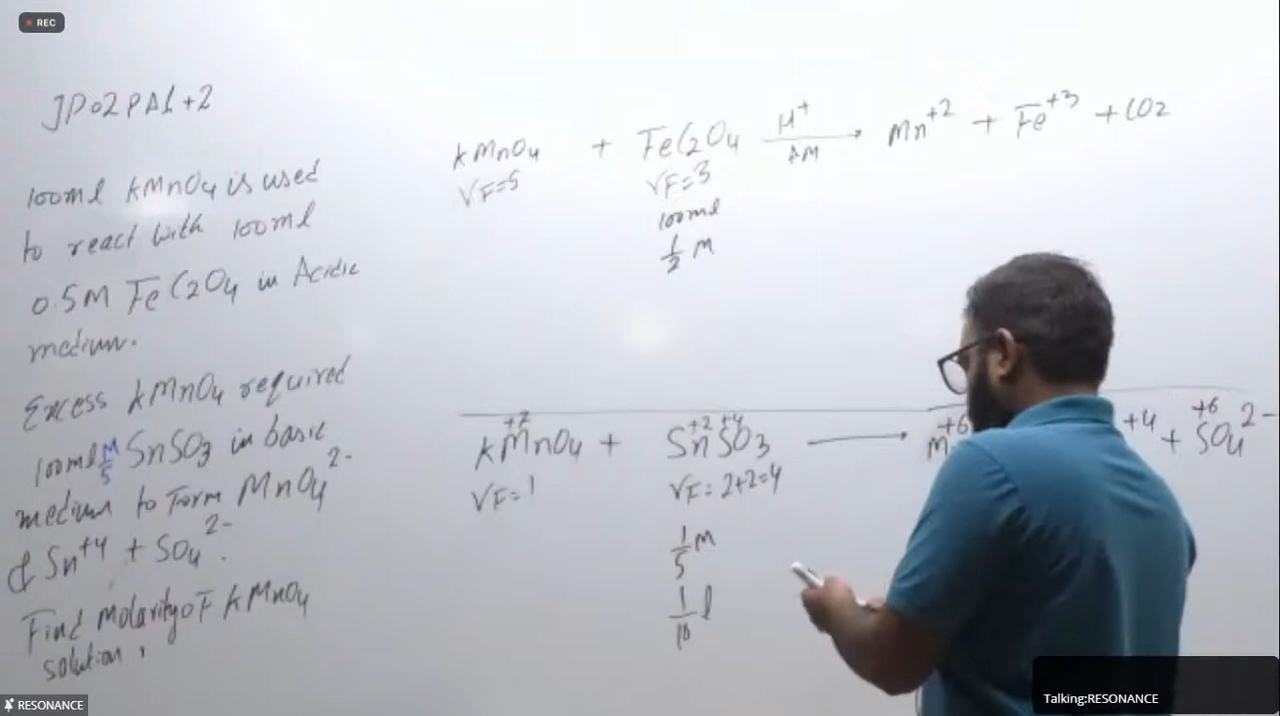 REC
JP02PA1+2
100ml KMnO4 is used
to react with 100ml
0.5M FeC2O4 in Acidic
medium.
Excess KMnO4 required
100ml M/5 SnSO3 in basic
medium to Form MnO4 2-
& Sn+4 + SO4 2-.
Find molarity of KMnO4
solution.
KMnO4 + FeC2O4 H+ → Mn+2 + Fe+3 + CO2
VF=5 VF=3
100ml
1/2 M
+7 +2 +4 +6 +4 +6
KMnO4 + SnSO3 → M + SO4 2-
VF=1 VF=2+2=4
1/5 M
1/10 l
RESONANCE
Talking:RESONANCE